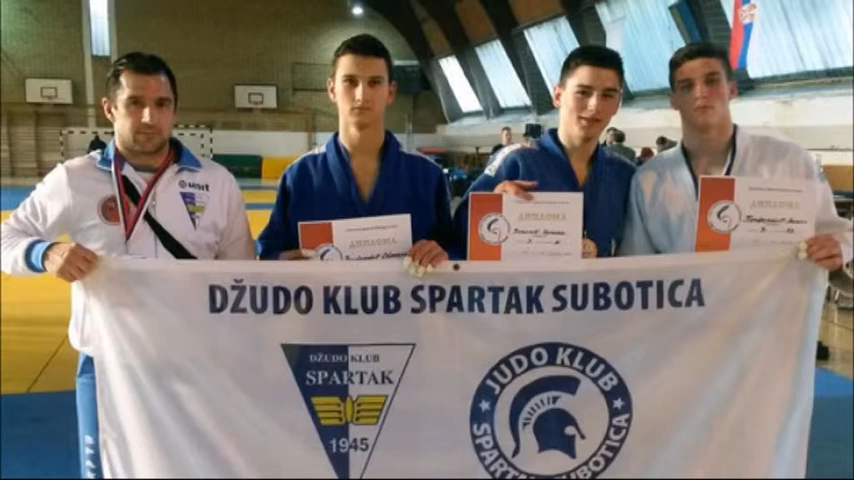 ДИПЛОМА
ДИПЛОМА
ДИПЛОМА
DŽUDO KLUB SPARTAK SUBOTICA
DŽUDO KLUB
SPARTAK
1945
JUDO KLUB
SPARTAK SUBOTICA